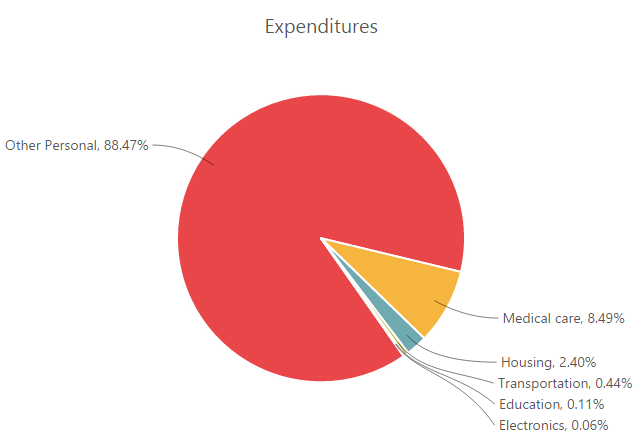 Expenditures
Other Personal, 88.47%
Medical care, 8.49%
Housing, 2.40%
Transportation, 0.44%
Education, 0.11%
Electronics, 0.06%